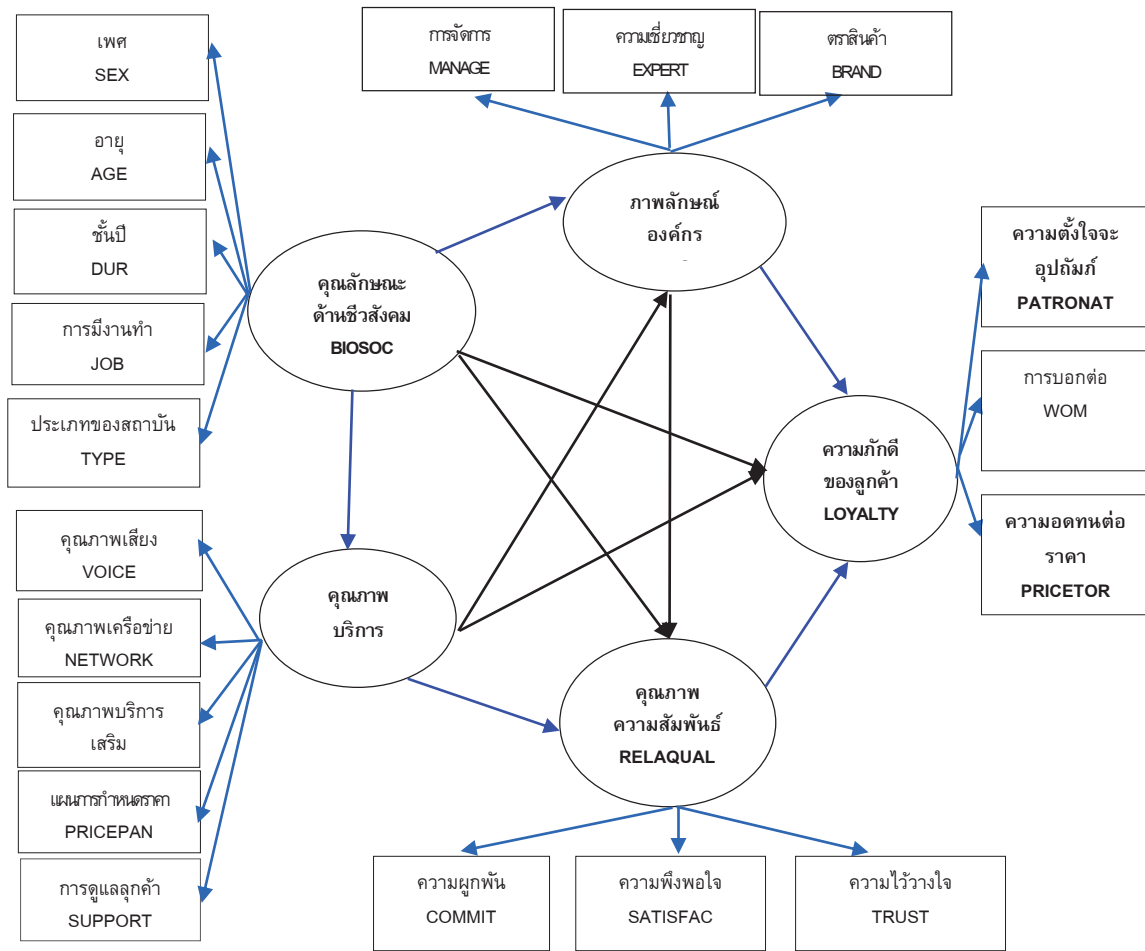 เพศ
SEX
อายุ
AGE
ชั้นปี
DUR
การมีงานทำ
JOB
ประเภทของสถาบัน
TYPE
คุณภาพเสียง
VOICE
คุณภาพเครือข่าย
NETWORK
คุณภาพบริการ
เสริม
แผนการกำหนดราคา
PRICEPAN
การดูแลลูกค้า
SUPPORT
การจัดการ
MANAGE
ความเชี่ยวชาญ
EXPERT
ตราสินค้า
BRAND
ภาพลักษณ์
องค์กร
คุณลักษณะ
ด้านชีวสังคม
BIOSOC
คุณภาพ
บริการ
ความภักดี
ของลูกค้า
LOYALTY
คุณภาพ
ความสัมพันธ์
RELAQUAL
ความตั้งใจจะ
อุปถัมภ์
PATRONAT
การบอกต่อ
WOM
ความอดทนต่อ
ราคา
PRICETOR
ความผูกพัน
COMMIT
ความพึงพอใจ
SATISFAC
ความไว้วางใจ
TRUST